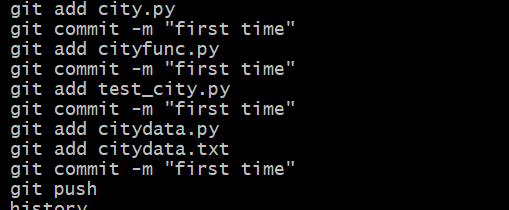 git add city.py
git commit -m "first time"
git add cityfunc.py
git commit -m "first time"
git add test_city.py
git commit -m "first time"
git add citydata.py
git add citydata.txt
git commit -m "first time"
git push
history